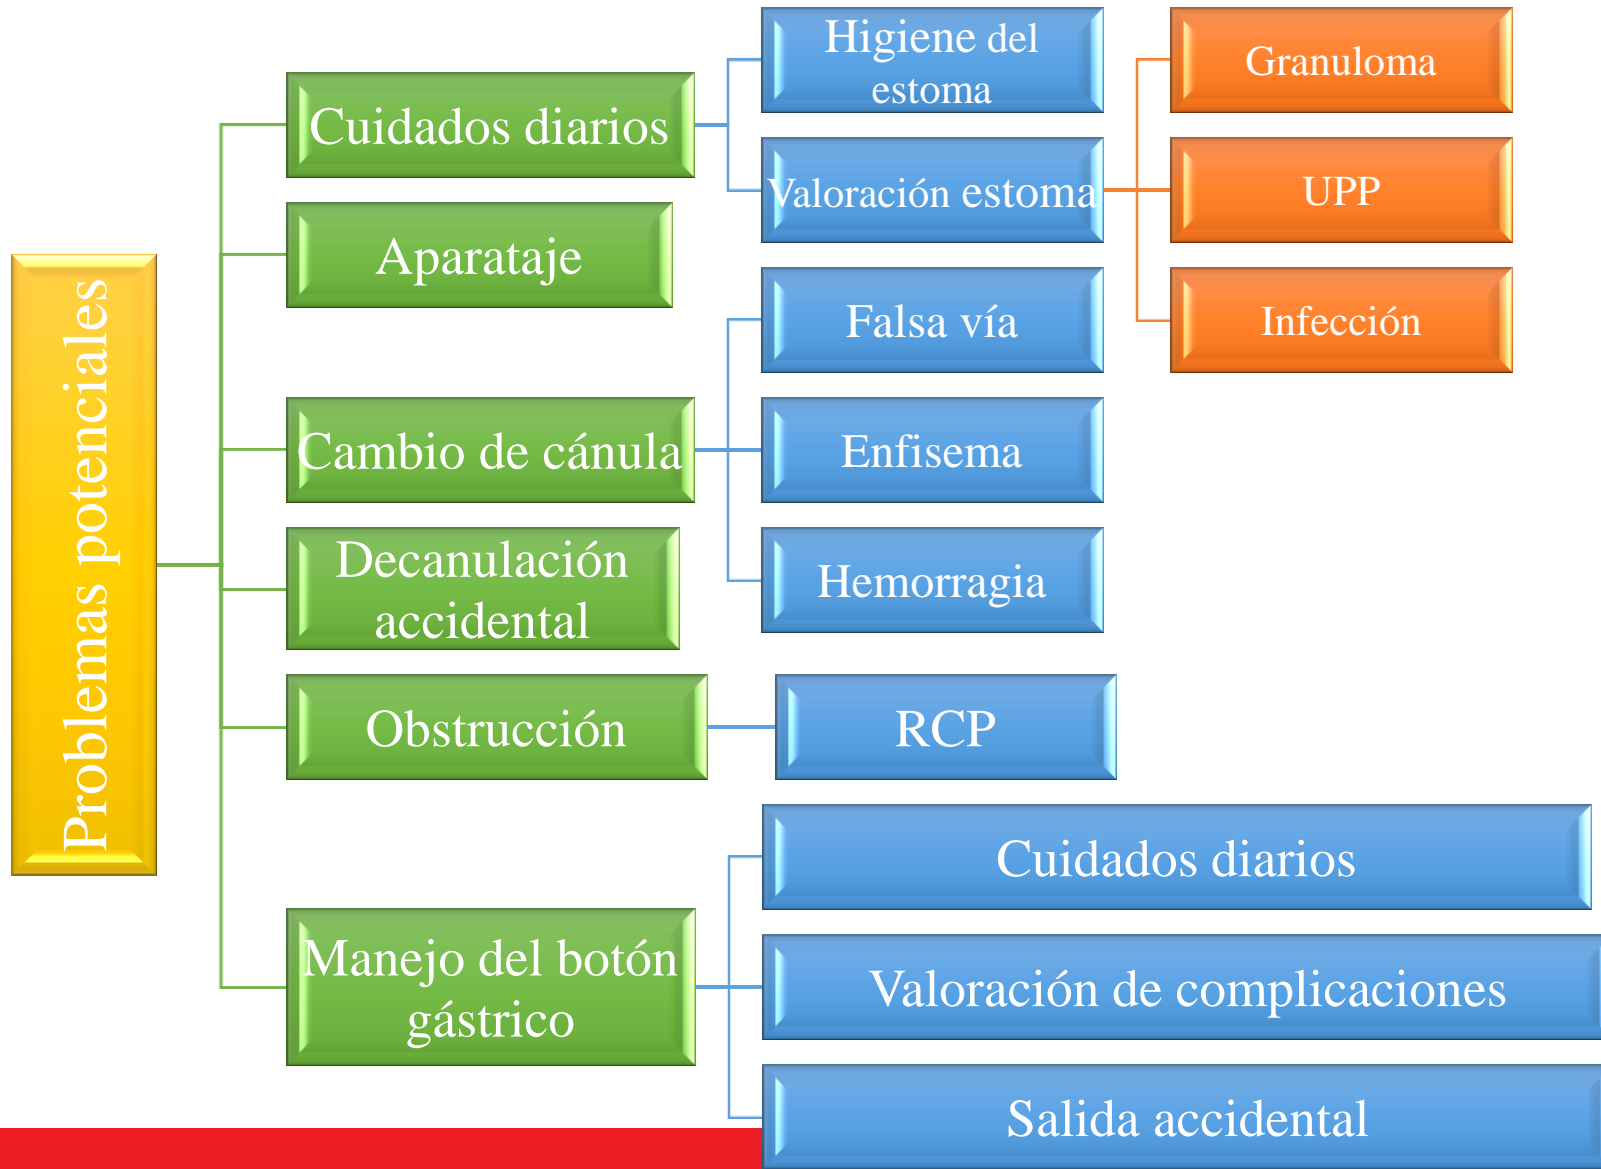 Problemas potenciales
Cuidados diarios
Higiene del
estoma
Valoración estoma
Granuloma
UPP
Infección
Aparataje
Cambio de cánula
Falsa vía
Enfisema
Hemorragia
Decanulación
accidental
Obstrucción
RCP
Manejo del botón
gástrico
Cuidados diarios
Valoración de complicaciones
Salida accidental